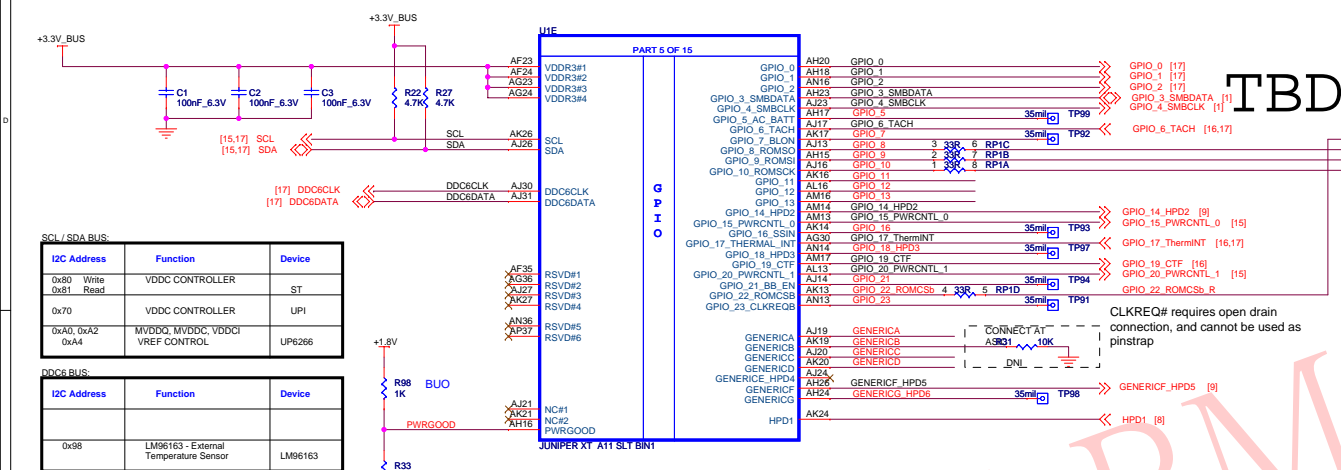 +3.3V_BUS
+3.3V_BUS
C1
100nF_6.3V
C2
100nF_6.3V
C3
100nF_6.3V
R22
4.7K
R27
4.7K
[15,17] SCL
[15,17] SDA
SCL
SDA
[17] DDC6CLK
[17] DDC6DATA
DDC6CLK
DDC6DATA
U1E
PART 5 OF 15
G
P
I
O
AF23 VDDR3#1
AF24 VDDR3#2
AG23 VDDR3#3
AG24 VDDR3#4
AK26 SCL
AJ26 SDA
AJ30 DDC6CLK
AJ31 DDC6DATA
AF35 RSVD#1
AG36 RSVD#2
AJ27 RSVD#3
AK27 RSVD#4
AN36 RSVD#5
AP37 RSVD#6
AJ21 NC#1
AK21 NC#2
AH16 PWRGOOD
JUNIPER XT A11 SLT BIN1
GPIO_0 AH20 GPIO_0
GPIO_1 AH18 GPIO_1
GPIO_2 AN16 GPIO_2
GPIO_3_SMBDATA AH23 GPIO_3_SMBDATA
GPIO_4_SMBCLK AJ23 GPIO_4_SMBCLK
GPIO_5_AC_BATT AH17 GPIO_5
GPIO_6_TACH AJ17 GPIO_6_TACH
GPIO_7_BLON AK17 GPIO_7
GPIO_8_ROMSO AJ13 GPIO_8
GPIO_9_ROMSI AH15 GPIO_9
GPIO_10_ROMSCK AJ16 GPIO_10
GPIO_11 AK16 GPIO_11
GPIO_12 AL16 GPIO_12
GPIO_13 AM16 GPIO_13
GPIO_14_HPD2 AM14 GPIO_14_HPD2
GPIO_15_PWRCNTL_0 AM13 GPIO_15_PWRCNTL_0
GPIO_16_SSIN AK14 GPIO_16
GPIO_17_THERMAL_INT AG30 GPIO_17_ThermINT
GPIO_18_HPD3 AN14 GPIO_18_HPD3
GPIO_19_CTF AM17 GPIO_19_CTF
GPIO_20_PWRCNTL_1 AL13 GPIO_20_PWRCNTL_1
GPIO_21_BB_EN AJ14 GPIO_21
GPIO_22_ROMCSB AK13 GPIO_22_ROMCSb
GPIO_23_CLKREQB AN13 GPIO_23
GENERICA AJ19 GENERICA
GENERICB AK19 GENERICB
GENERICC AJ20 GENERICC
GENERICD AK20 GENERICD
GENERICE_HPD4 AJ24
GENERICF AH26 GENERICF_HPD5
GENERICG AH24 GENERICG_HPD6
HPD1 AK24
35mil TP99
35mil TP92
3 33R 6 RP1C
2 33R 7 RP1B
1 33R 8 RP1A
35mil TP93
35mil TP97
35mil TP94
4 33R 5 RP1D
35mil TP91
35mil TP98
GPIO_0 [17]
GPIO_1 [17]
GPIO_2 [17]
GPIO_3_SMBDATA [1]
GPIO_4_SMBCLK [1]
GPIO_6_TACH [16,17]
GPIO_14_HPD2 [9]
GPIO_15_PWRCNTL_0 [15]
GPIO_17_ThermINT [16,17]
GPIO_19_CTF [16]
GPIO_20_PWRCNTL_1 [15]
GPIO_22_ROMCSb_R
TBD
CLKREQ# requires open drain
connection, and cannot be used as
pinstrap
CONNECT AT
R31 10K
DNI
GENERICF_HPD5 [9]
HPD1 [8]
SCL / SDA BUS:
I2C Address Function Device
0x80 Write VDDC CONTROLLER
0x81 Read ST
0x70 VDDC CONTROLLER UPI
0xA0, 0xA2 MVDDQ, MVDDC, VDDCI
0xA4 VREF CONTROL UP6266
DDC6 BUS:
I2C Address Function Device
0x98 LM96163 - External
Temperature Sensor LM96163
+1.8V
R98
1K
BUO
PWRGOOD
R33
D